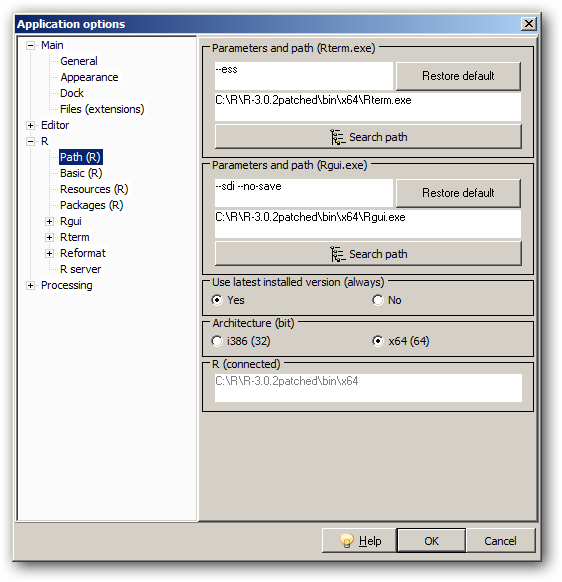 Application options
Main
General
Appearance
Dock
Files (extensions)
Editor
R
Path (R)
Basic (R)
Resources (R)
Packages (R)
Rgui
Rterm
Reformat
R server
Processing
Parameters and path (Rterm.exe)
--ess
Restore default
C:\R\R-3.0.2patched\bin\x64\Rterm.exe
Search path
Parameters and path (Rgui.exe)
--sdi --no-save
Restore default
C:\R\R-3.0.2patched\bin\x64\Rgui.exe
Search path
Use latest installed version (always)
Yes No
Architecture (bit)
i386 (32) x64 (64)
R (connected)
C:\R\R-3.0.2patched\bin\x64
Help OK Cancel